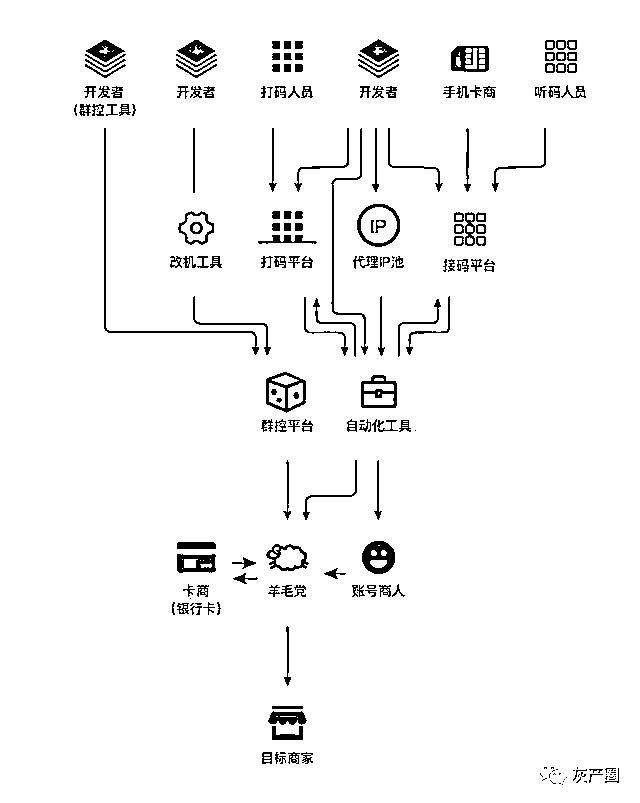 开发者
(群控工具)
开发者
打码人员
开发者
手机卡商
听码人员
改机工具
打码平台
IP
代理IP池
接码平台
群控平台
自动化工具
卡商
(银行卡)
羊毛党
账号商人
目标商家
灰产圈